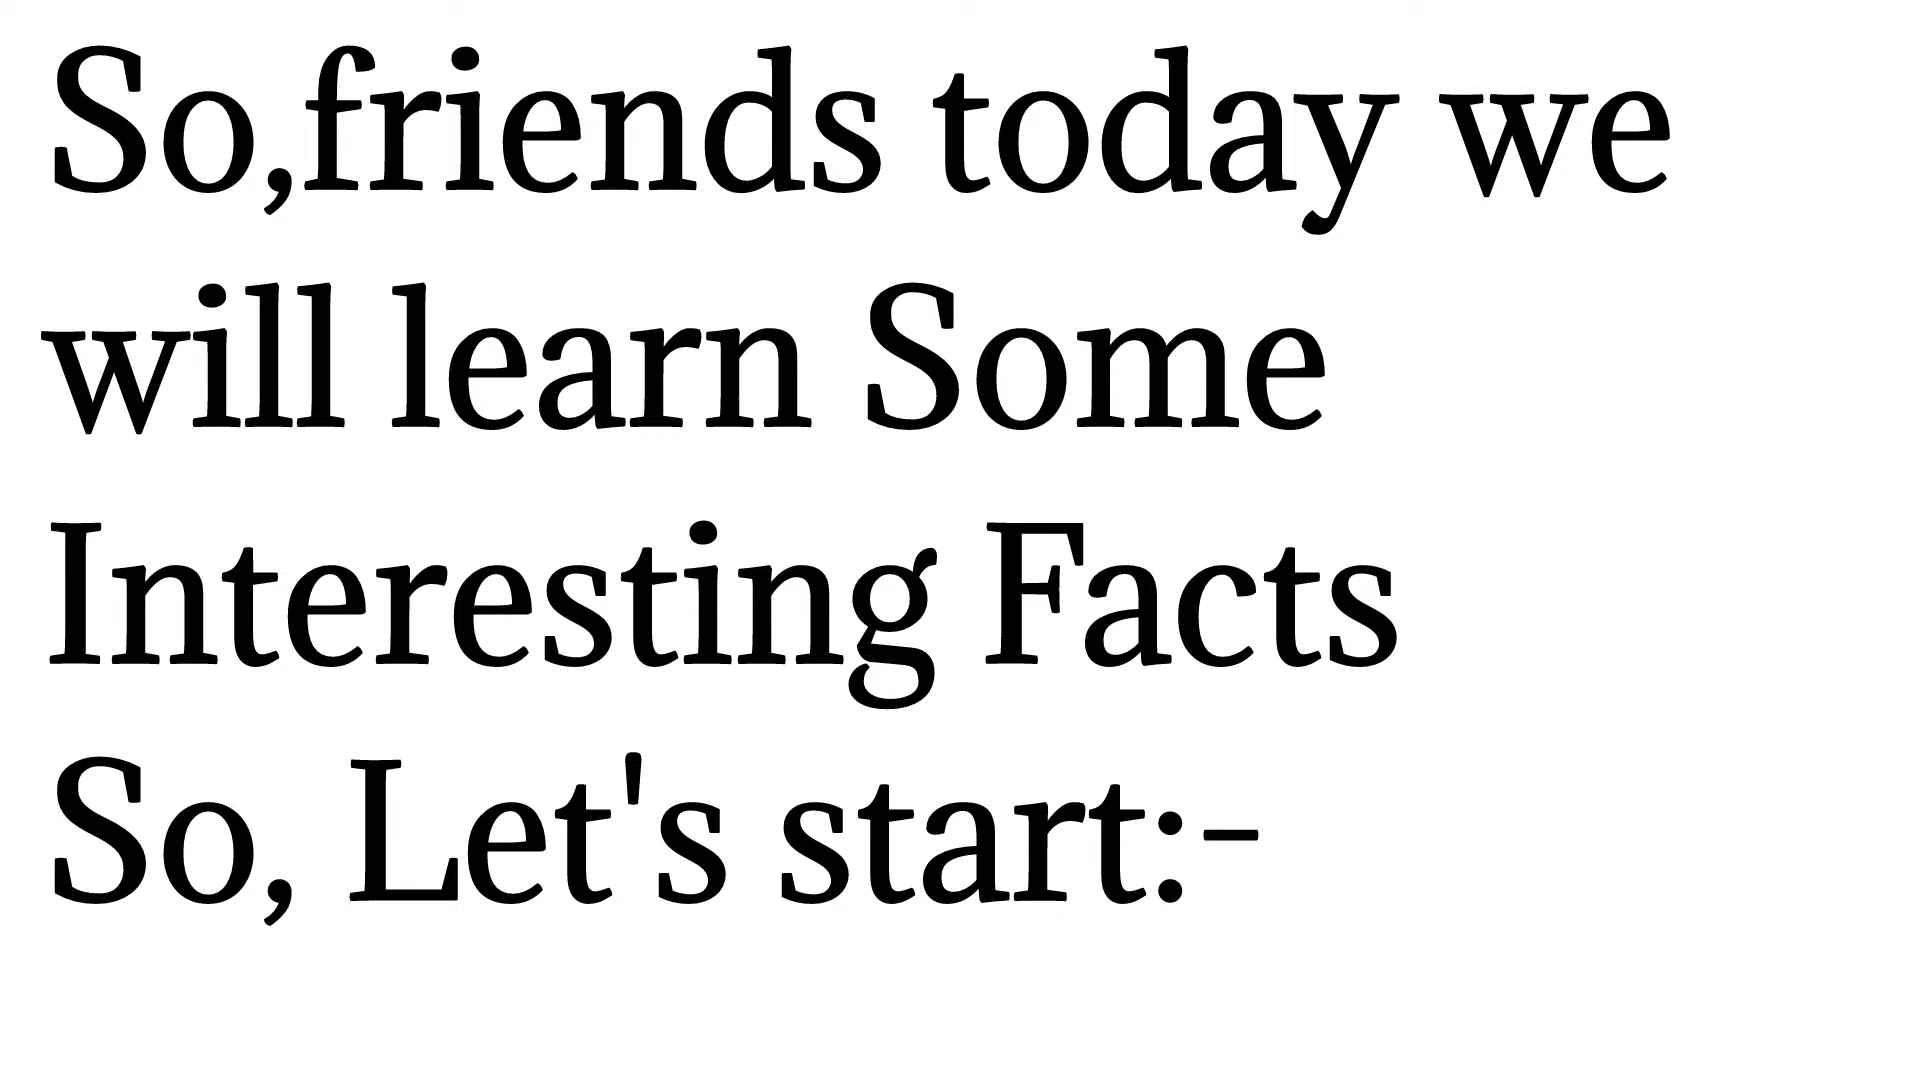 So,friends today we
will learn Some
Interesting Facts
So, Let's start:-